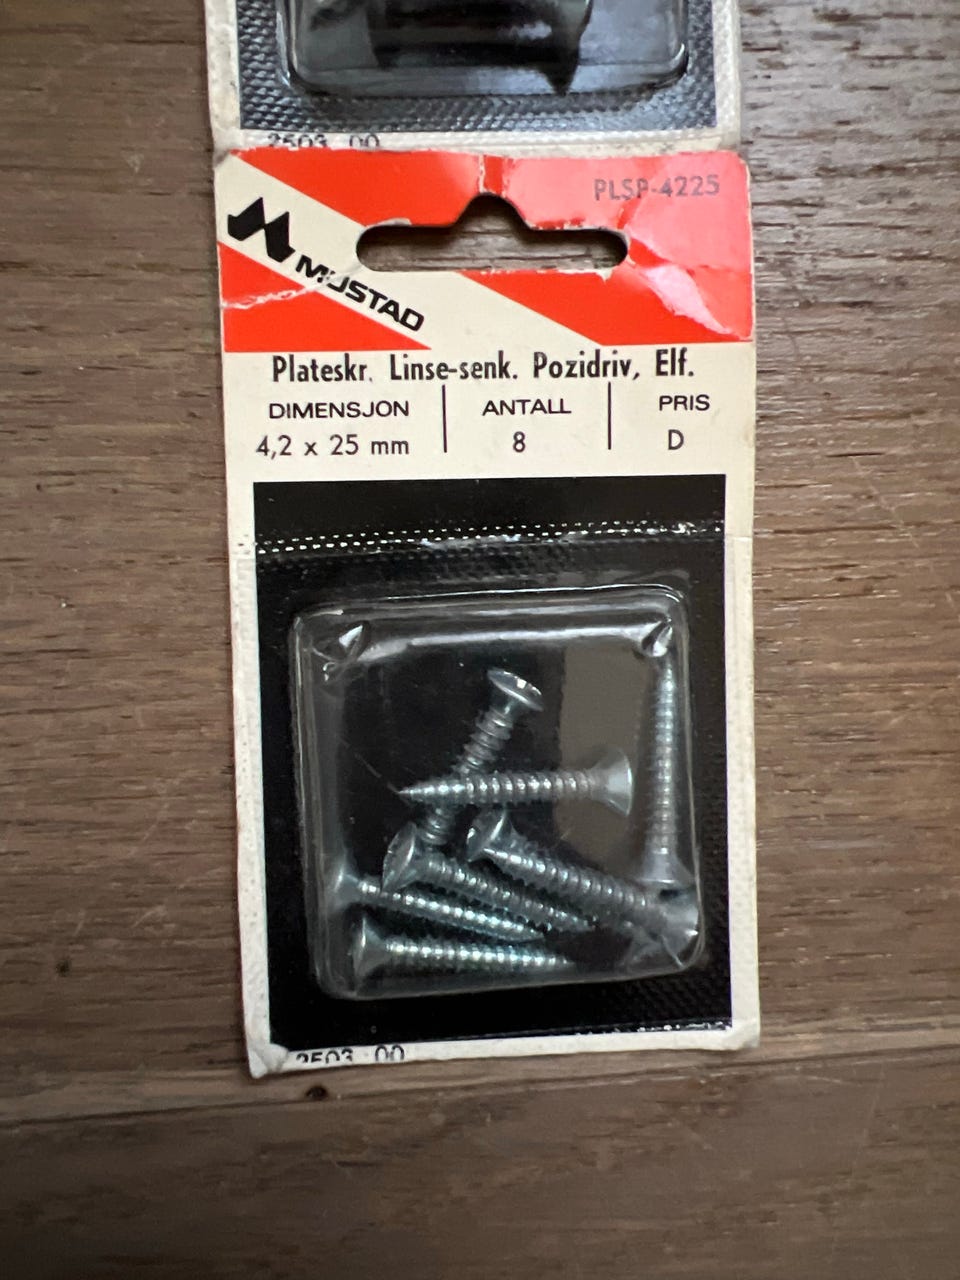 2503 00
PLSP-4225
MUSTAD
Plateskr. Linse-senk. Pozidriv, Elf.
DIMENSJON ANTALL PRIS
4,2 x 25 mm 8 D
2503 00